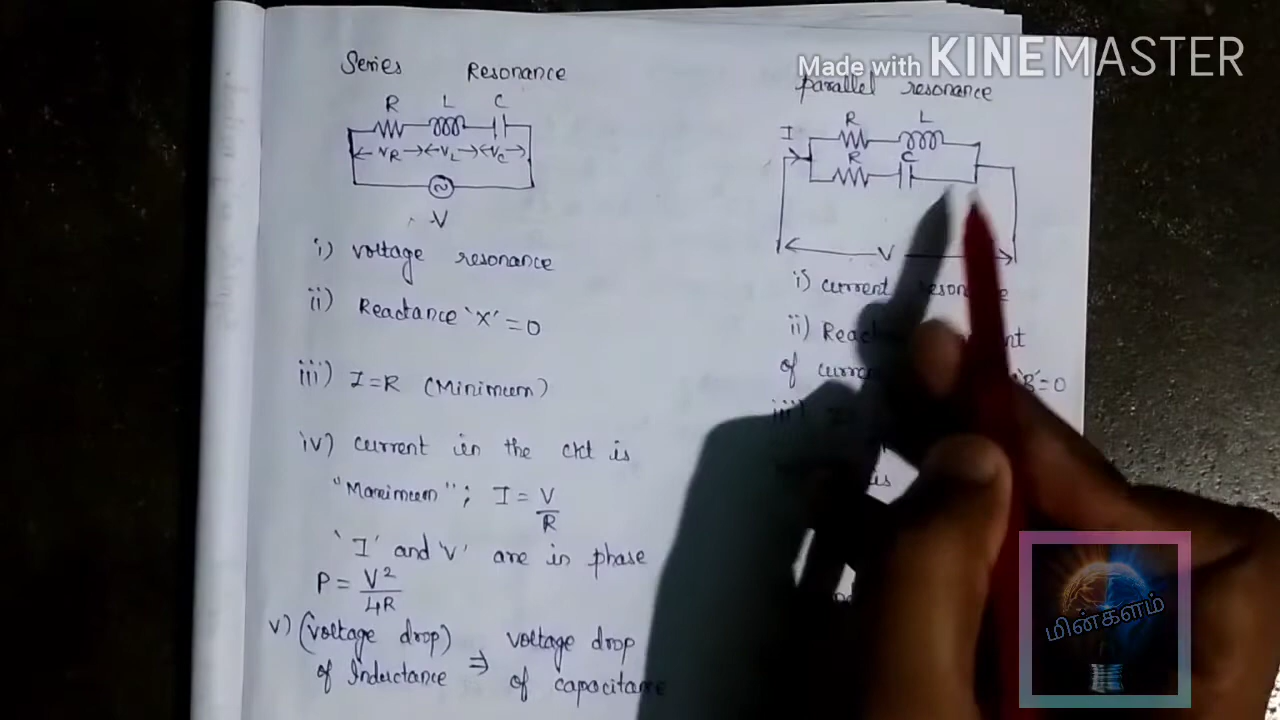 Made with KINEMASTER
Series Resonance
R L C
VR VL VC
V
i) voltage resonance
ii) Reactance 'X' = 0
iii) Z=R (Minimum)
iv) current in the ckt is
"Maximum"; I = V/R
'I' and 'V' are in phase
P = V²/4R
v) (voltage drop) ⇒ voltage drop
of Inductance of capacitance
parallel resonance
I R L
R C
V
i) current
ii)
of 'B'=0
iii)
is
மின்களம்